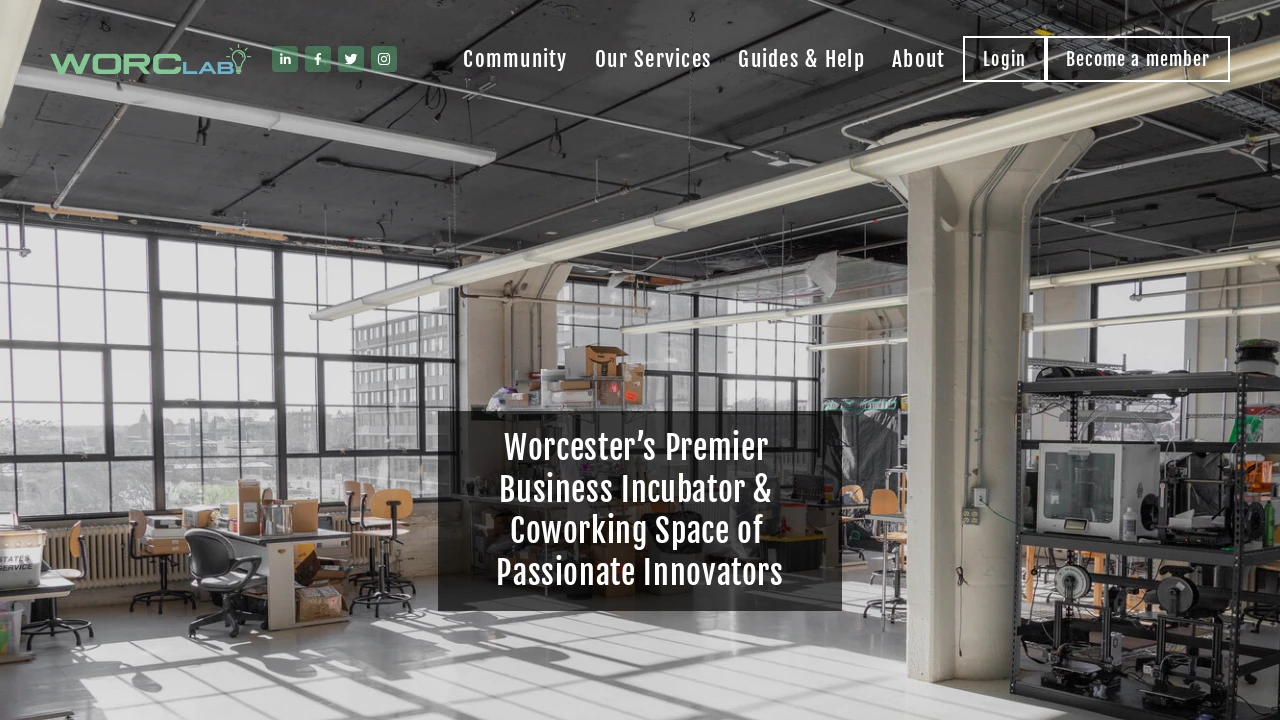 WORCLAB
Community
Our Services
Guides & Help
About
Login
Become a member
Worcester’s Premier
Business Incubator &
Coworking Space of
Passionate Innovators